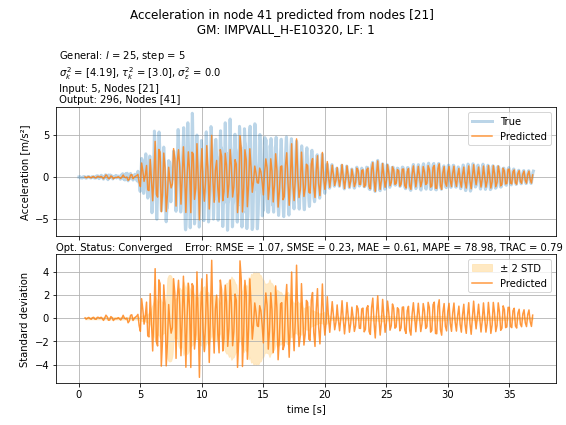 Acceleration in node 41 predicted from nodes [21]
GM: IMPVALL_H-E10320, LF: 1
General: l = 25, step = 5
σ²ₖ = [4.19], τ²ₖ = [3.0], σ²ε = 0.0
Input: 5, Nodes [21]
Output: 296, Nodes [41]
Acceleration [m/s²]
5
0
−5
True
Predicted
Opt. Status: Converged Error: RMSE = 1.07, SMSE = 0.23, MAE = 0.61, MAPE = 78.98, TRAC = 0.79
Standard deviation
4
2
0
−2
−4
± 2 STD
Predicted
0 5 10 15 20 25 30 35
time [s]